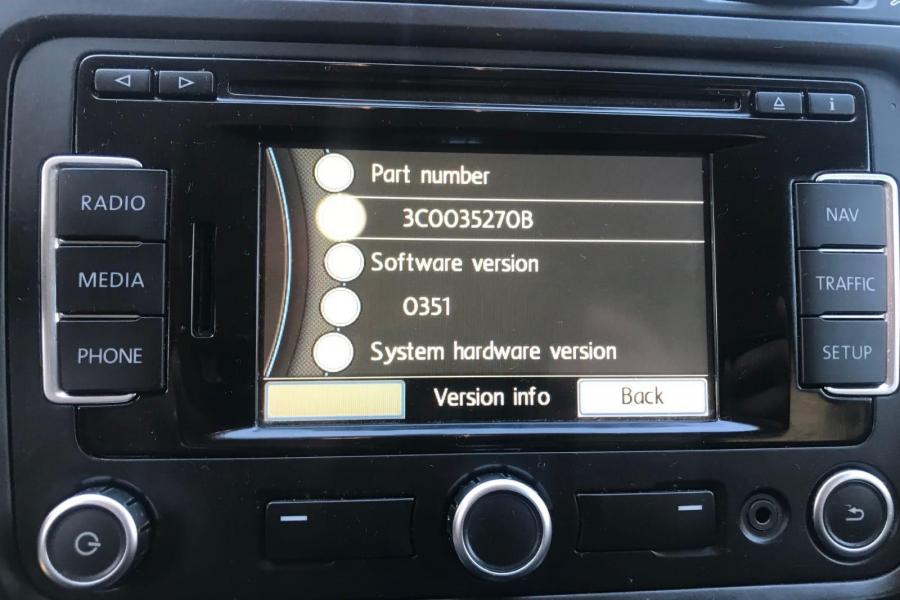 i
RADIO
MEDIA
PHONE
Part number
3C0035270B
Software version
0351
System hardware version
Version info
Back
NAV
TRAFFIC
SETUP